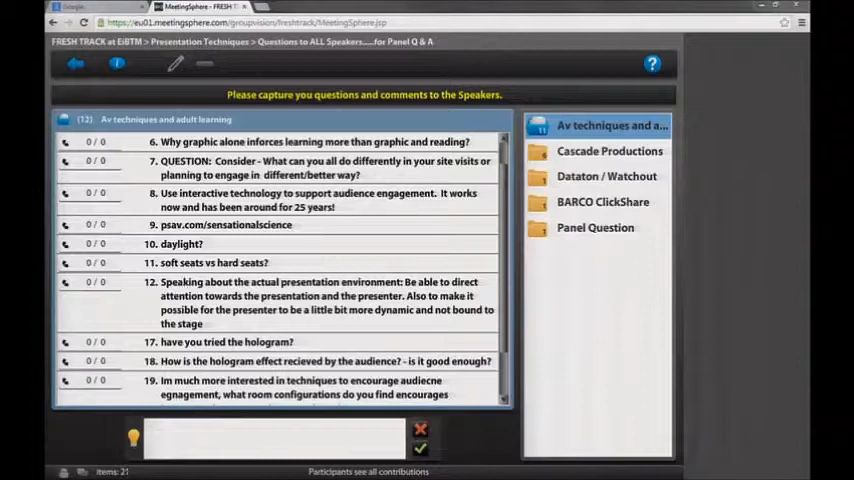 Google
MeetingSphere - FRESH T
https://eu01.meetingsphere.com/groupvision/freshtrack/MeetingSphere.jsp
FRESH TRACK at EiBTM > Presentation Techniques > Questions to ALL Speakers.....for Panel Q & A
Please capture you questions and comments to the Speakers.
(12) Av techniques and adult learning
0 / 0 6. Why graphic alone inforces learning more than graphic and reading?
0 / 0 7. QUESTION: Consider - What can you all do differently in your site visits or
planning to engage in different/better way?
0 / 0 8. Use interactive technology to support audience engagement. It works
now and has been around for 25 years!
0 / 0 9. psav.com/sensationalscience
0 / 0 10. daylight?
0 / 0 11. soft seats vs hard seats?
0 / 0 12. Speaking about the actual presentation environment: Be able to direct
attention towards the presentation and the presenter. Also to make it
possible for the presenter to be a little bit more dynamic and not bound to
the stage
0 / 0 17. have you tried the hologram?
0 / 0 18. How is the hologram effect recieved by the audience? - is it good enough?
0 / 0 19. Im much more interested in techniques to encourage audiecne
egnagement, what room configurations do you find encourages
11 Av techniques and a...
6 Cascade Productions
1 Dataton / Watchout
1 BARCO ClickShare
1 Panel Question
items: 21
Participants see all contributions